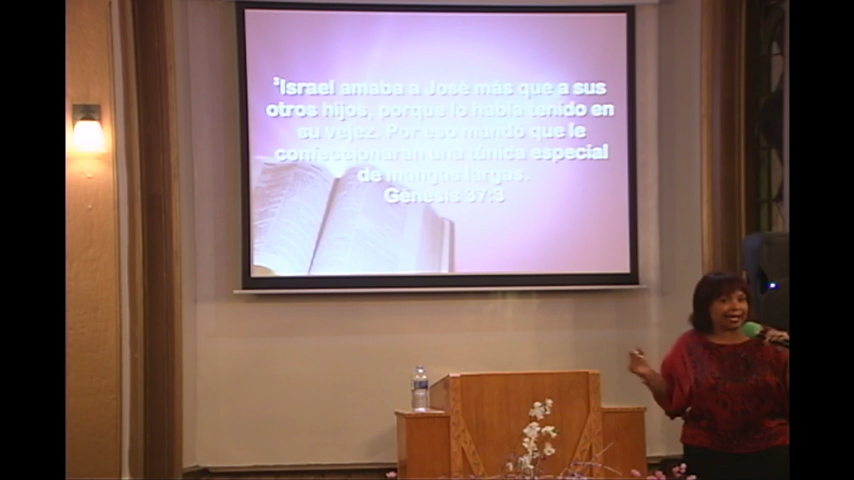 ³Israel amaba a José más que a sus
otros hijos, porque lo había tenido en
su vejez. Por eso mando que le
confeccionaran una túnica especial
de mangas largas.
Génesis 37:3